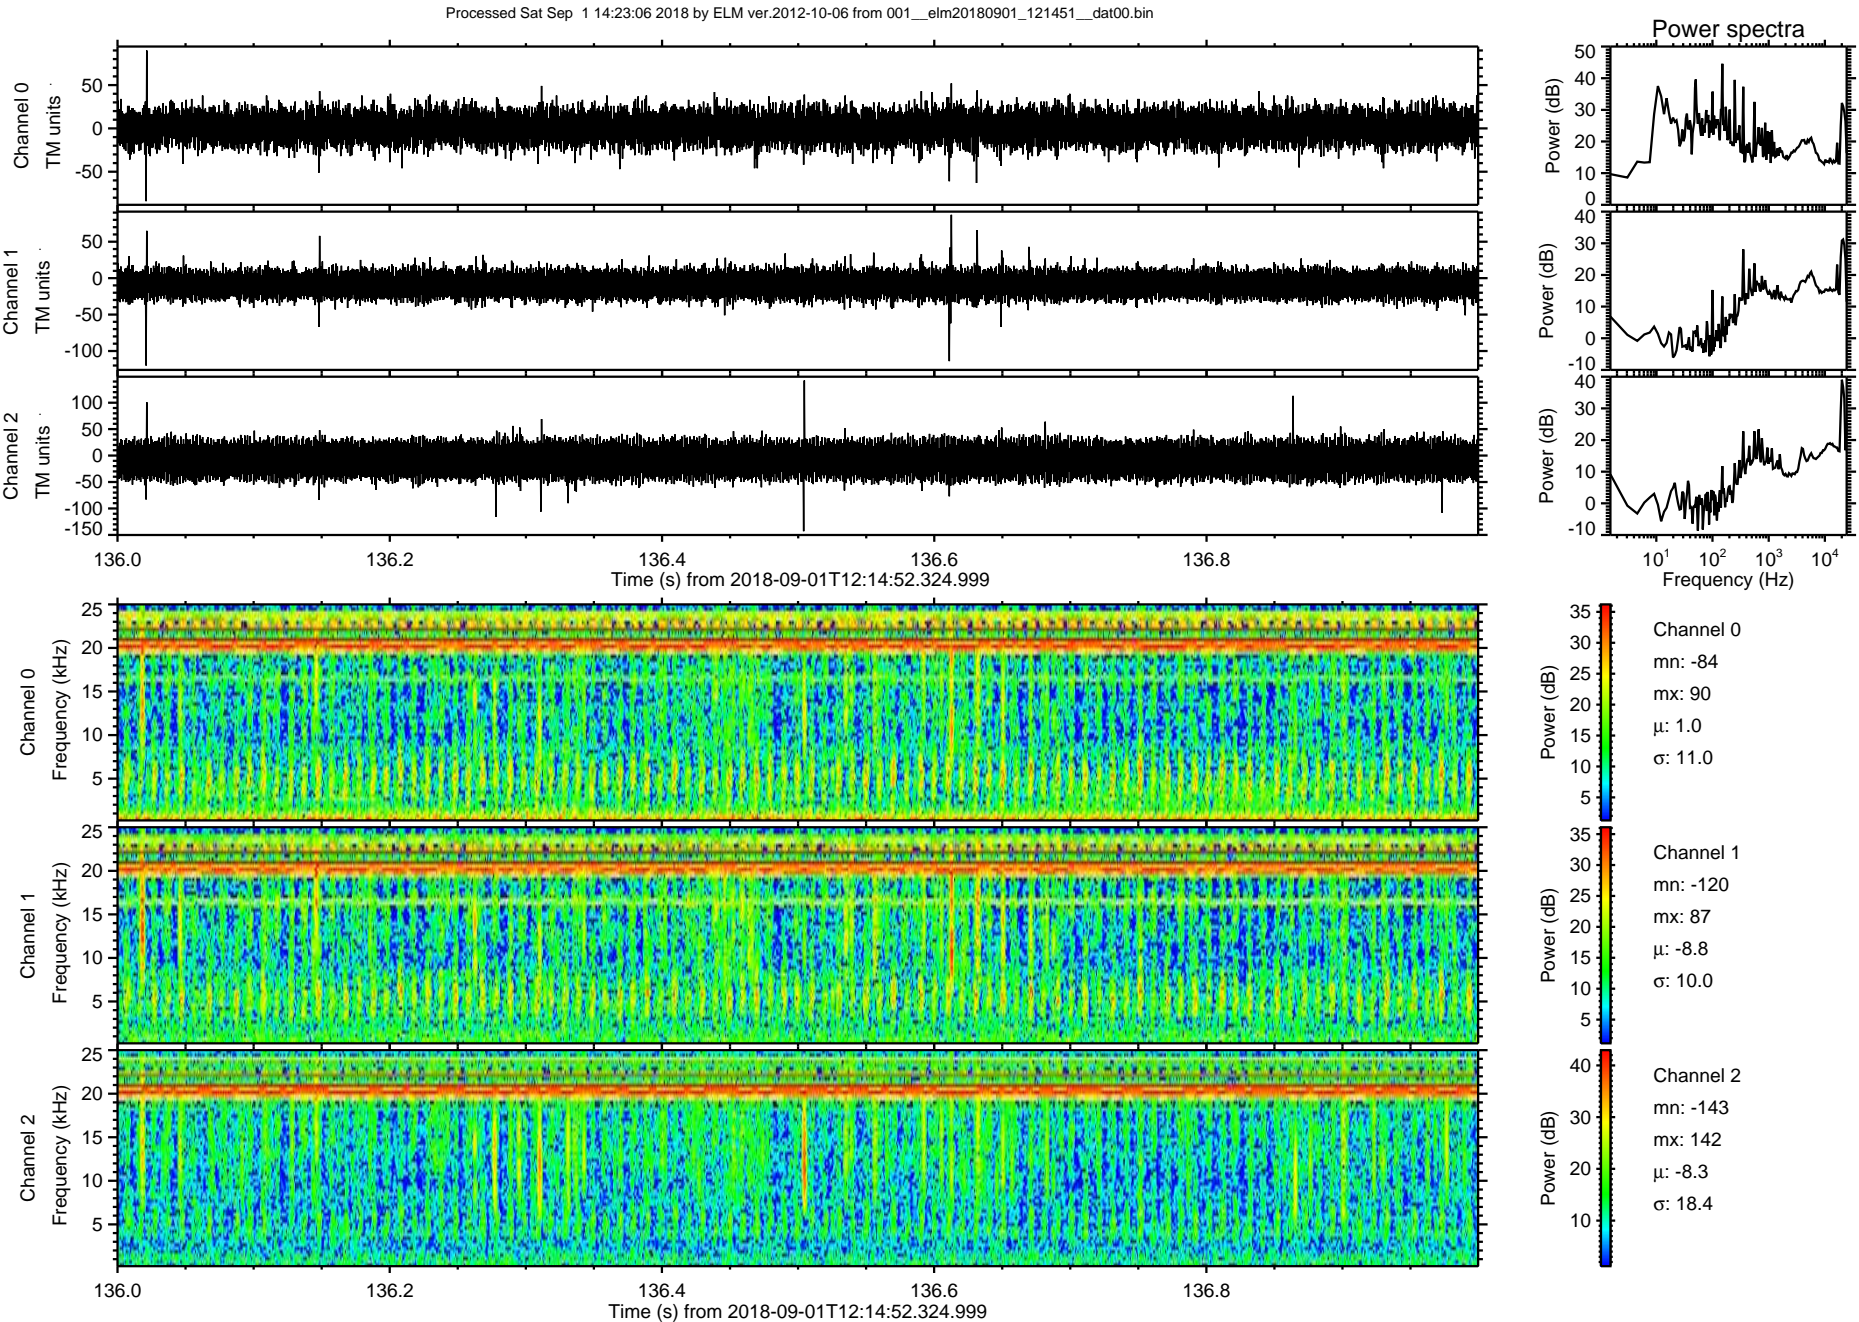 Processed Sat Sep 1 14:23:06 2018 by ELM ver.2012-10-06 from 001__elm20180901_121451__dat00.bin
Power spectra
Channel 0
TM units
50
0
-50
Power (dB)
50
40
30
20
10
0
Channel 1
TM units
50
0
-50
-100
Power (dB)
40
30
20
10
0
-10
Channel 2
TM units
100
50
0
-50
-100
-150
Power (dB)
40
30
20
10
0
-10
136.0 136.2 136.4 136.6 136.8
Time (s) from 2018-09-01T12:14:52.324.999
10¹ 10² 10³ 10⁴
Frequency (Hz)
Channel 0
Frequency (kHz)
25
20
15
10
5
Power (dB)
35
30
25
20
15
10
5
Channel 0
mn: -84
mx: 90
μ: 1.0
σ: 11.0
Channel 1
Frequency (kHz)
25
20
15
10
5
Power (dB)
35
30
25
20
15
10
5
Channel 1
mn: -120
mx: 87
μ: -8.8
σ: 10.0
Channel 2
Frequency (kHz)
25
20
15
10
5
Power (dB)
40
30
20
10
Channel 2
mn: -143
mx: 142
μ: -8.3
σ: 18.4
136.0 136.2 136.4 136.6 136.8
Time (s) from 2018-09-01T12:14:52.324.999